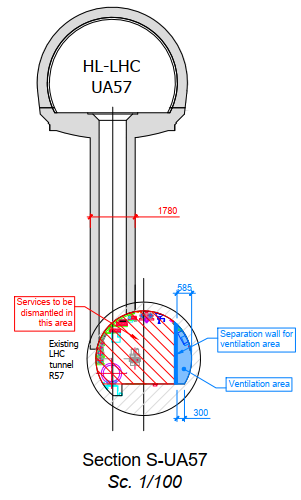 HL-LHC
UA57
1780
585
Services to be
dismantled in
this area
Separation wall for
ventilation area
Existing
LHC
tunnel
R57
Ventilation area
300
Section S-UA57
Sc. 1/100